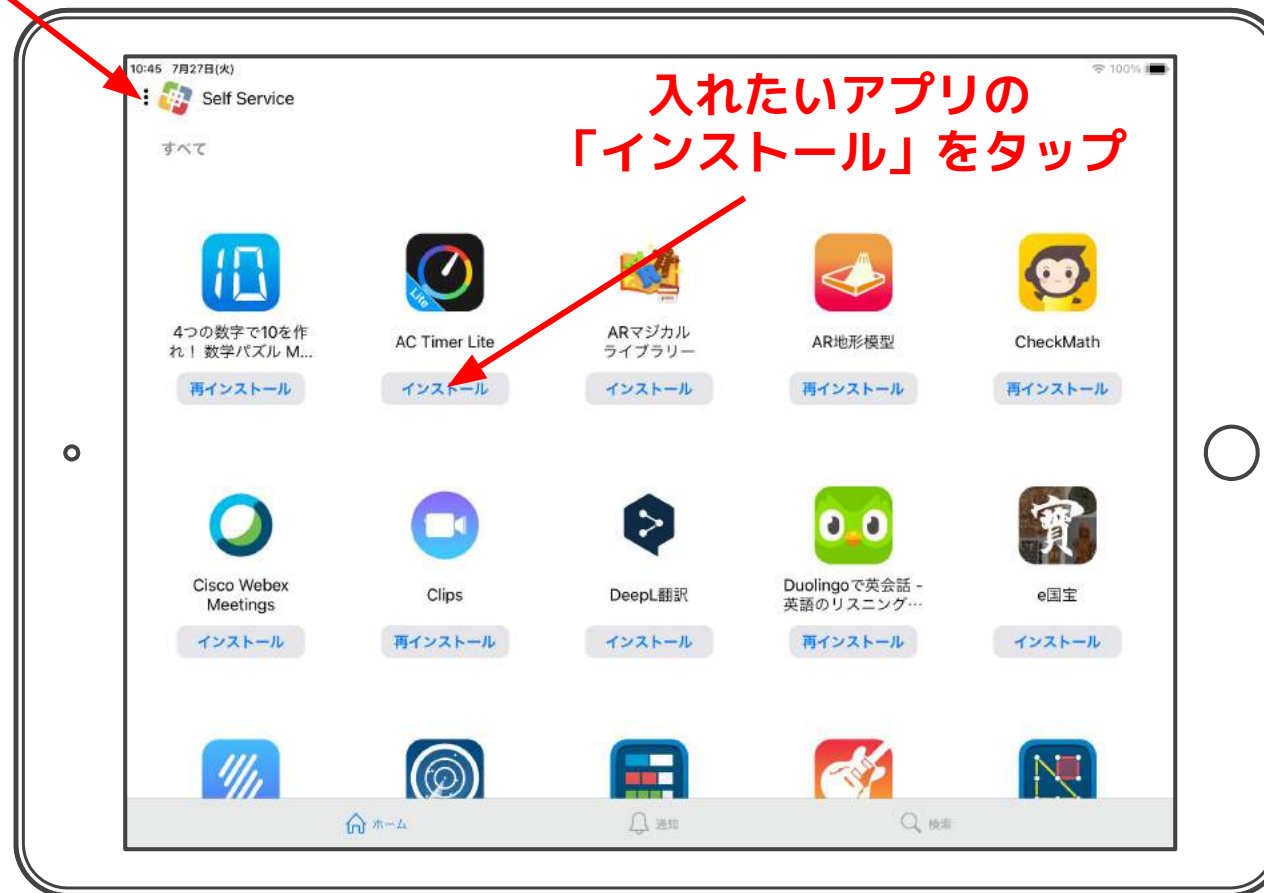 10:45 7月27日(火)
100%
Self Service
入れたいアプリの
「インストール」をタップ
すべて
10
Lite
4つの数字で10を作
れ！数学パズル M...
AC Timer Lite
ARマジカル
ライブラリー
AR地形模型
CheckMath
再インストール
インストール
インストール
再インストール
再インストール
寶
Cisco Webex
Meetings
Clips
DeepL翻訳
Duolingoで英会話 -
英語のリスニング…
e国宝
インストール
再インストール
インストール
再インストール
インストール
ホーム
通知
検索